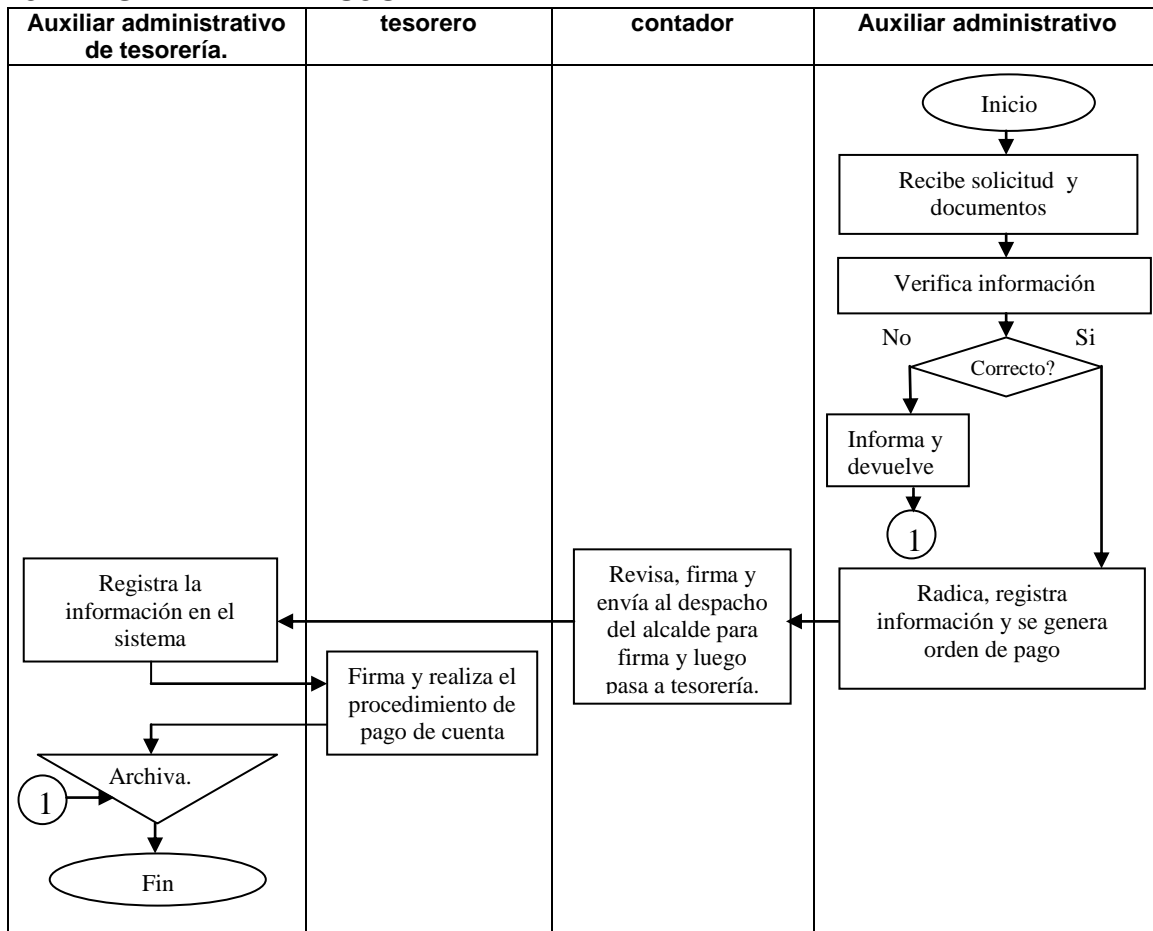 Auxiliar administrativo
de tesorería.
tesorero
contador
Auxiliar administrativo
Inicio
Recibe solicitud y
documentos
Verifica información
No
Si
Correcto?
Informa y
devuelve
1
Radica, registra
información y se genera
orden de pago
Revisa, firma y
envía al despacho
del alcalde para
firma y luego
pasa a tesorería.
Registra la
información en el
sistema
Firma y realiza el
procedimiento de
pago de cuenta
Archiva.
1
Fin